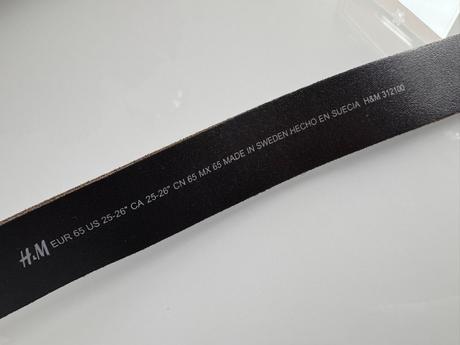 H&M EUR 65 US 25-26" CA 25-26" CN 65 MX 65 MADE IN SWEDEN HECHO EN SUECIA H&M 312100